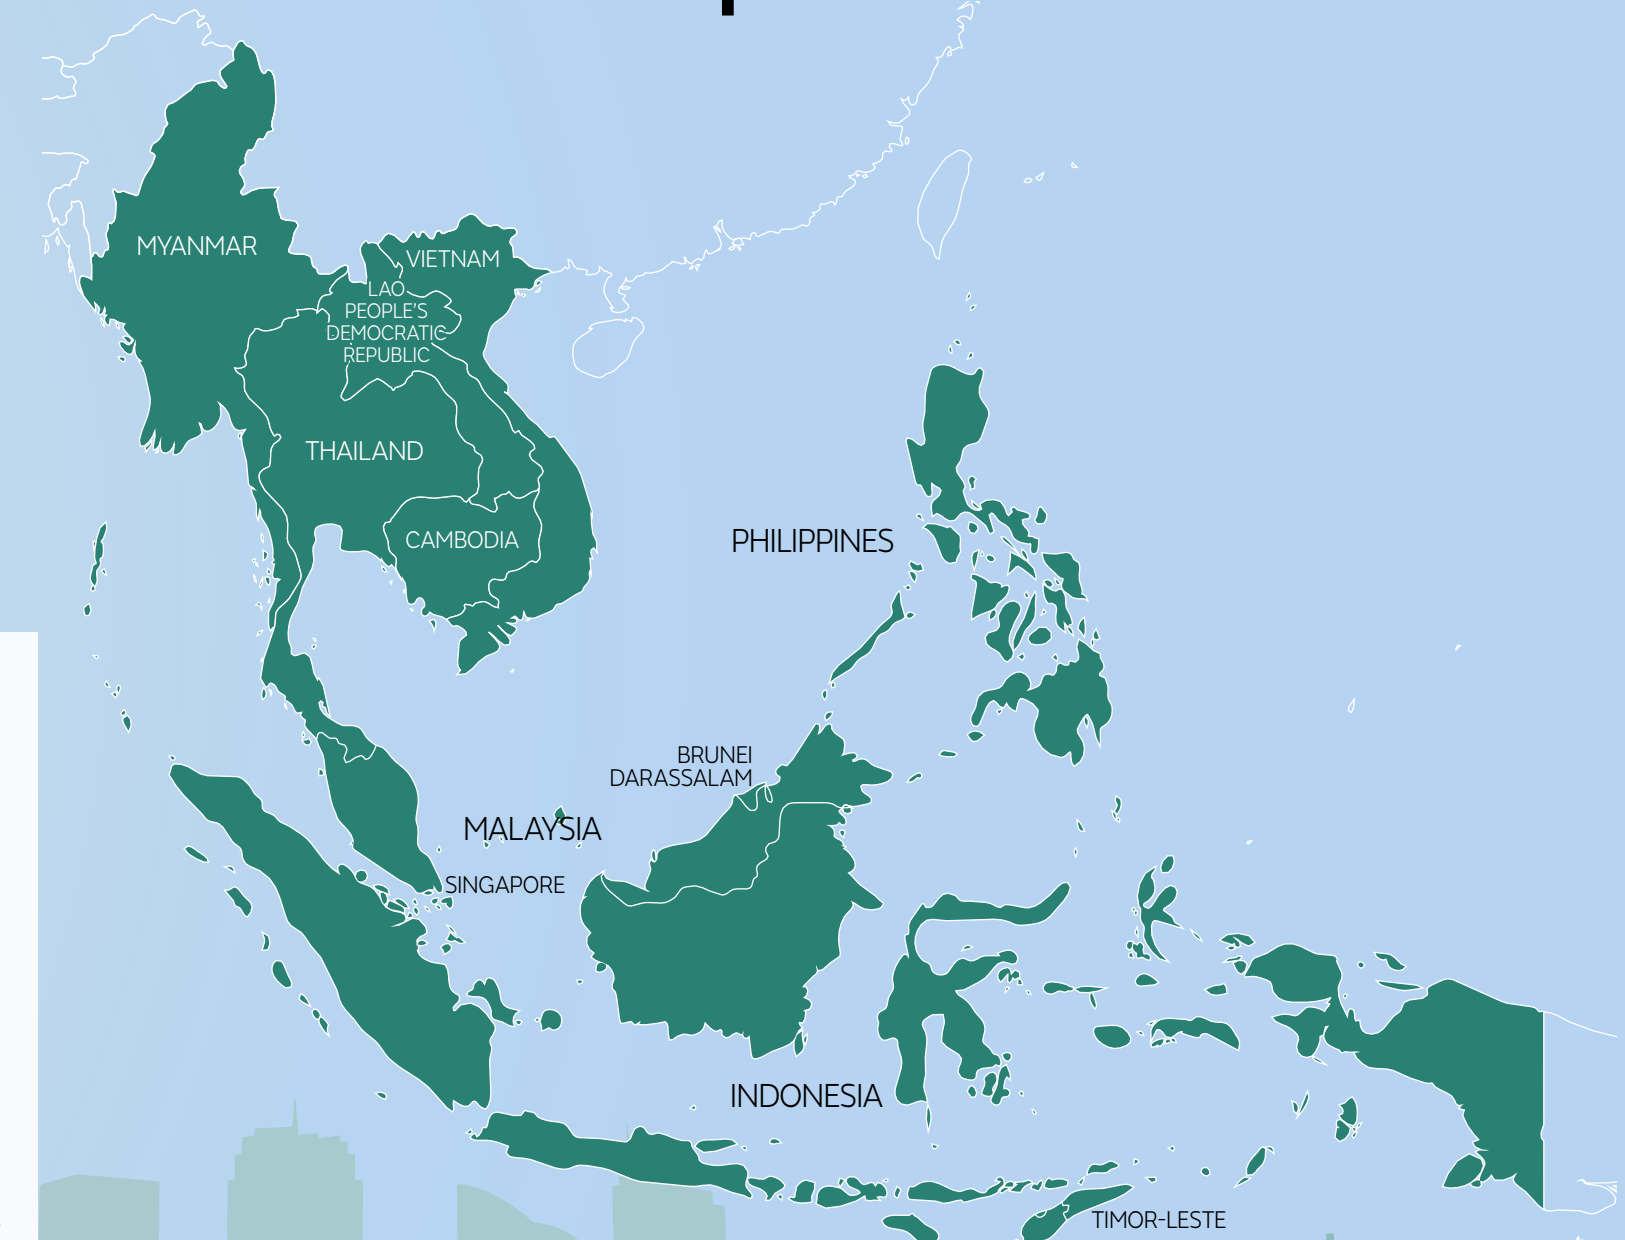 MYANMAR
VIETNAM
LAO
PEOPLE'S
DEMOCRATIC
REPUBLIC
THAILAND
CAMBODIA
PHILIPPINES
BRUNEI
DARASSALAM
MALAYSIA
SINGAPORE
INDONESIA
TIMOR-LESTE